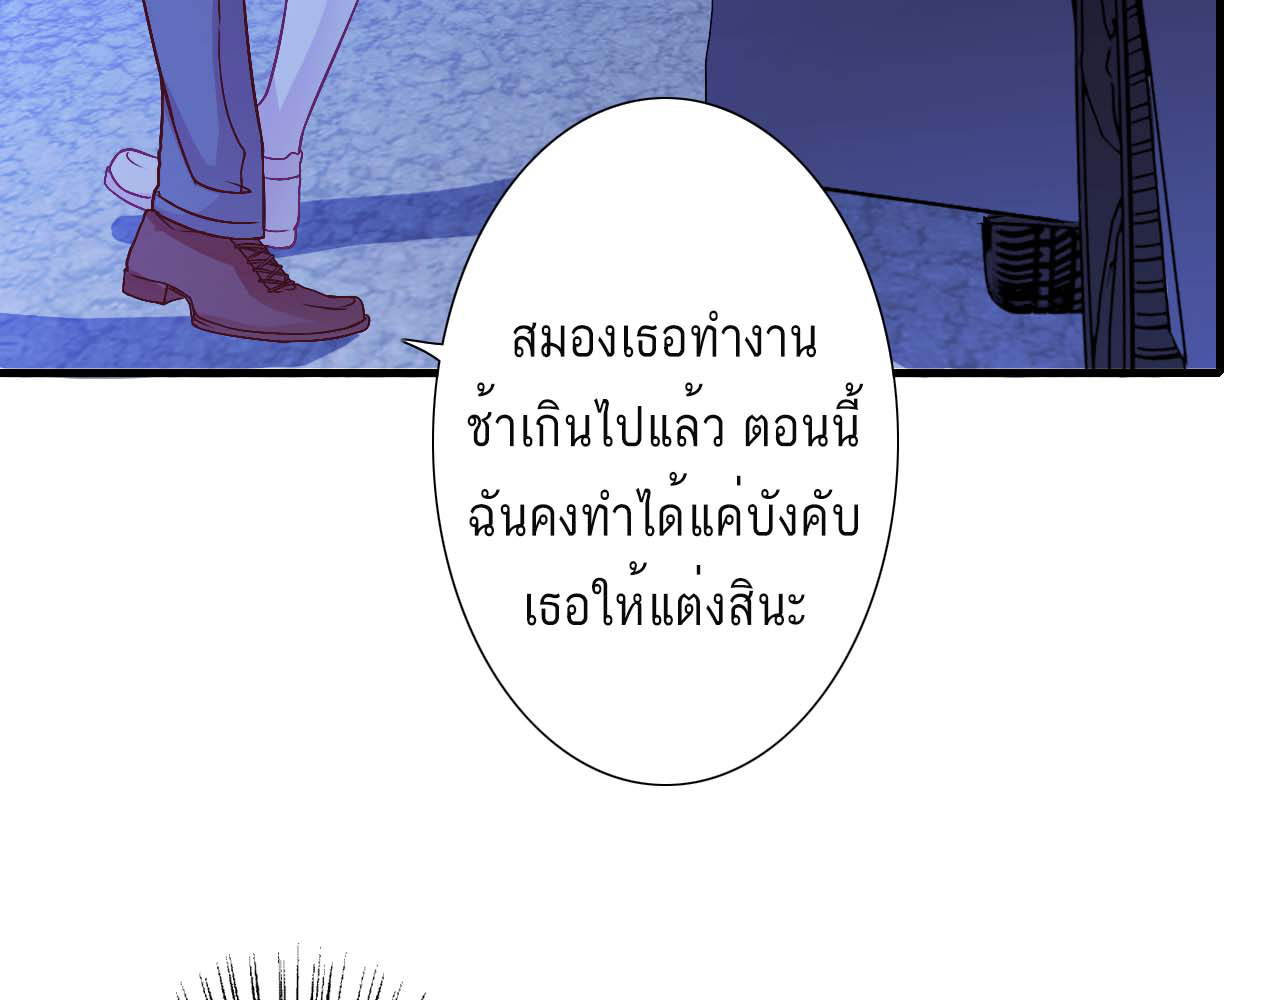 สมองเธอทำงาน
ช้าเกินไปแล้ว ตอนนี้
ฉันคงทำได้แค่บังคับ
เธอให้แต่งสินะ